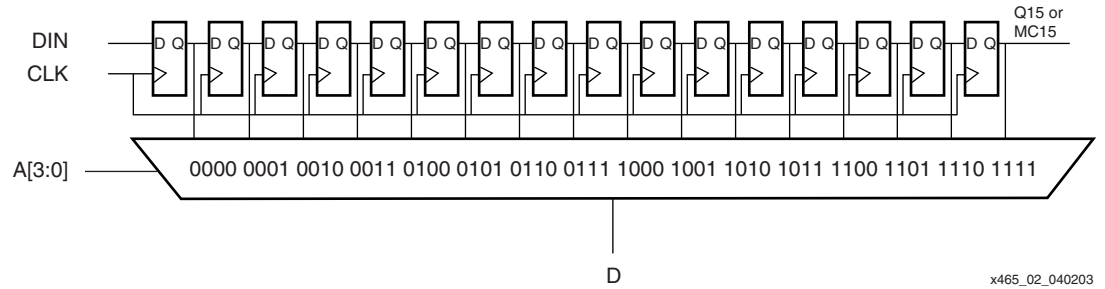 Q15 or
MC15
DIN
D Q D Q D Q D Q D Q D Q D Q D Q D Q D Q D Q D Q D Q D Q D Q D Q
CLK
A[3:0]
0000 0001 0010 0011 0100 0101 0110 0111 1000 1001 1010 1011 1100 1101 1110 1111
D
x465_02_040203